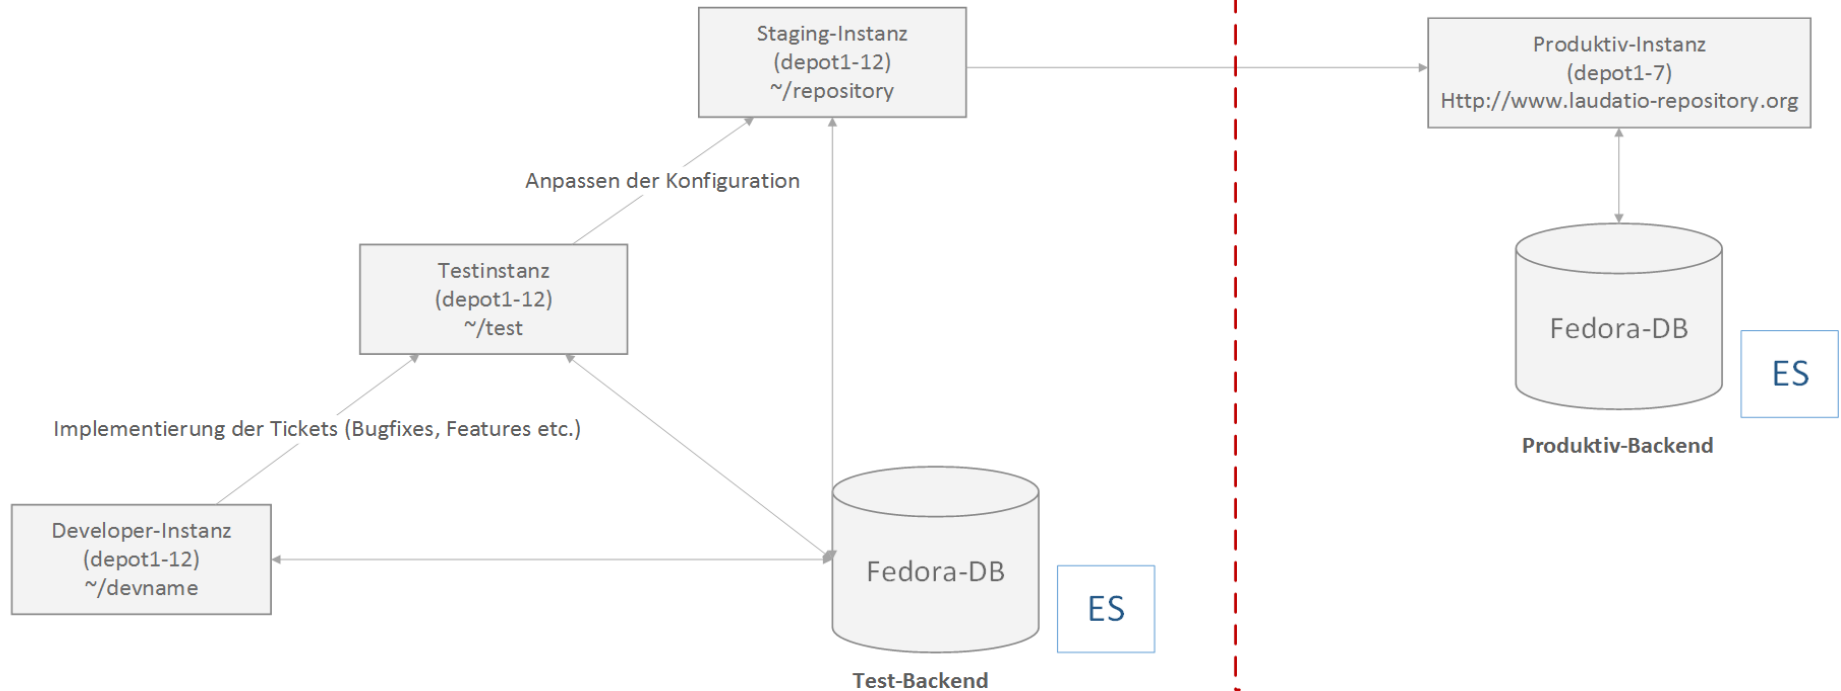 Staging-Instanz
(depot1-12)
~/repository
Produktiv-Instanz
(depot1-7)
Http://www.laudatio-repository.org
Anpassen der Konfiguration
Testinstanz
(depot1-12)
~/test
Fedora-DB
ES
Produktiv-Backend
Implementierung der Tickets (Bugfixes, Features etc.)
Developer-Instanz
(depot1-12)
~/devname
Fedora-DB
ES
Test-Backend